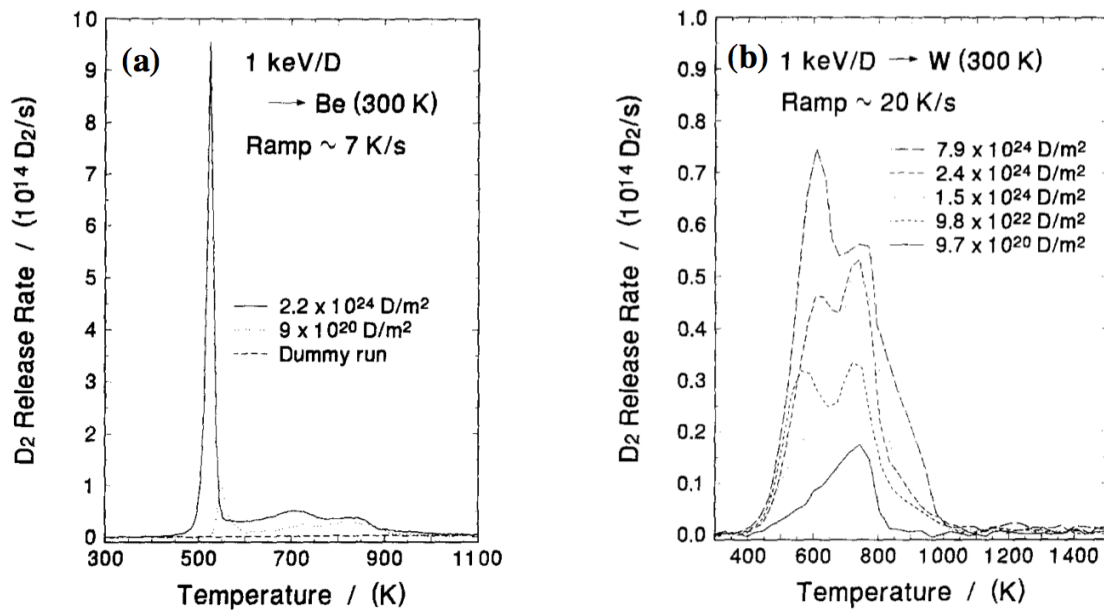 (a)
1 keV/D
→ Be (300 K)
Ramp ~ 7 K/s
2.2 x 10²⁴ D/m²
9 x 10²⁰ D/m²
Dummy run
D₂ Release Rate / (10¹⁴ D₂/s)
10
9
8
7
6
5
4
3
2
1
0
300 500 700 900 1100
Temperature / (K)
(b) 1 keV/D → W (300 K)
Ramp ~ 20 K/s
7.9 x 10²⁴ D/m²
2.4 x 10²⁴ D/m²
1.5 x 10²⁴ D/m²
9.8 x 10²² D/m²
9.7 x 10²⁰ D/m²
D₂ Release Rate / (10¹⁴ D₂/s)
1.0
0.9
0.8
0.7
0.6
0.5
0.4
0.3
0.2
0.1
0.0
400 600 800 1000 1200 1400
Temperature / (K)